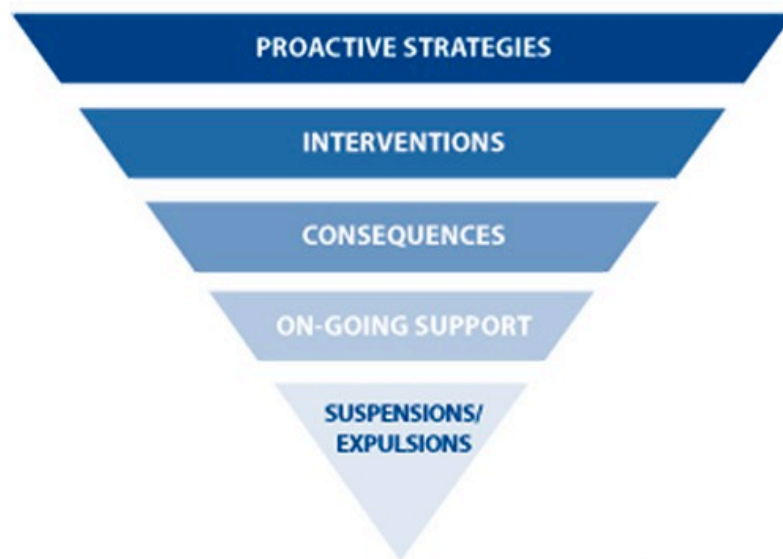 PROACTIVE STRATEGIES
INTERVENTIONS
CONSEQUENCES
ON-GOING SUPPORT
SUSPENSIONS/
EXPULSIONS